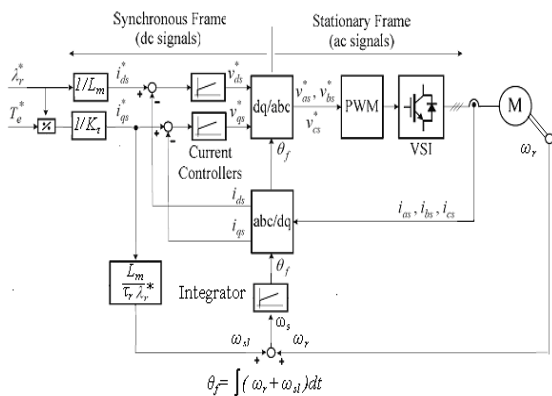 Synchronous Frame
(dc signals)
Stationary Frame
(ac signals)
λr*
1/Lm
ids*
vds*
Te*
1/Kt
iqs*
vqs*
Current
Controllers
dq/abc
vas*, vbs*
vcs*
PWM
VSI
M
ωr
θf
ids
iqs
abc/dq
ias, ibs, ics
θf
Lm
τr λr*
Integrator
ωs
ωsl
ωr
θf = ∫(ωr + ωsl)dt